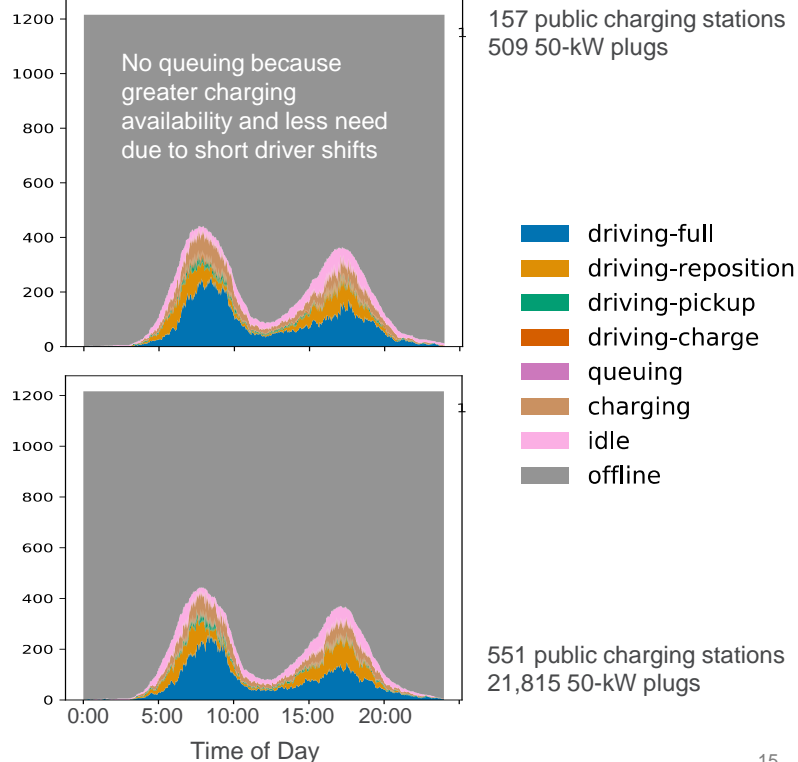 157 public charging stations
509 50-kW plugs
1
1200
1000
800
600
400
200
0
No queuing because
greater charging
availability and less need
due to short driver shifts
driving-full
driving-reposition
driving-pickup
driving-charge
queuing
charging
idle
offline
1
1200
1000
800
600
400
200
0
0:00 5:00 10:00 15:00 20:00
Time of Day
551 public charging stations
21,815 50-kW plugs
15